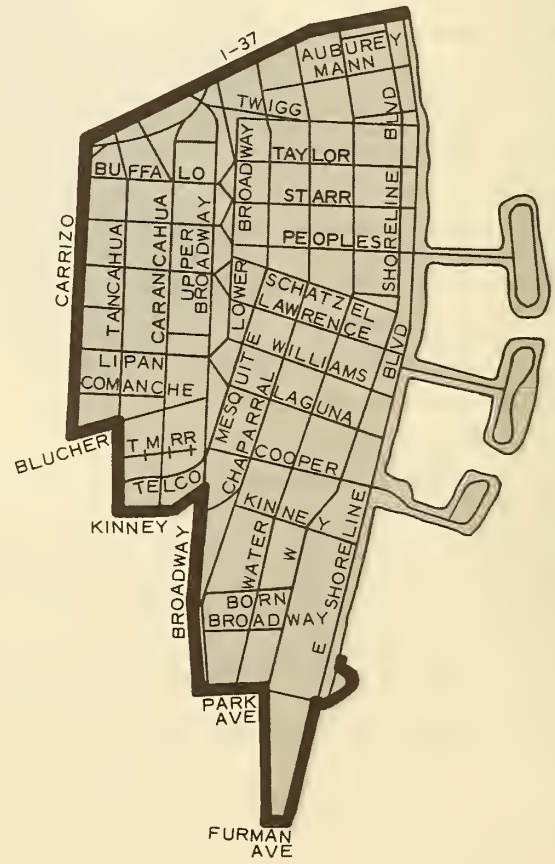 I-37
AUBUREY
MANN
TWIGG
BUFFALO
TAYLOR
STARR
PEOPLES
BROADWAY
SHORELINE BLVD
CARRIZO
TANCAHUA
CARANCAHUA
UPPER
BROADWAY
LOWER
SCHATZEL
LAWRENCE
WILLIAMS
LAGUNA
BLVD
LIPAN
COMANCHE
MESQUITE
CHAPARRAL
BLUCHER
T M RR
TELCO
COOPER
KINNEY
KINNEY
BROADWAY
WATER
W
E SHORELINE
BORN
BROADWAY
PARK
AVE
FURMAN
AVE